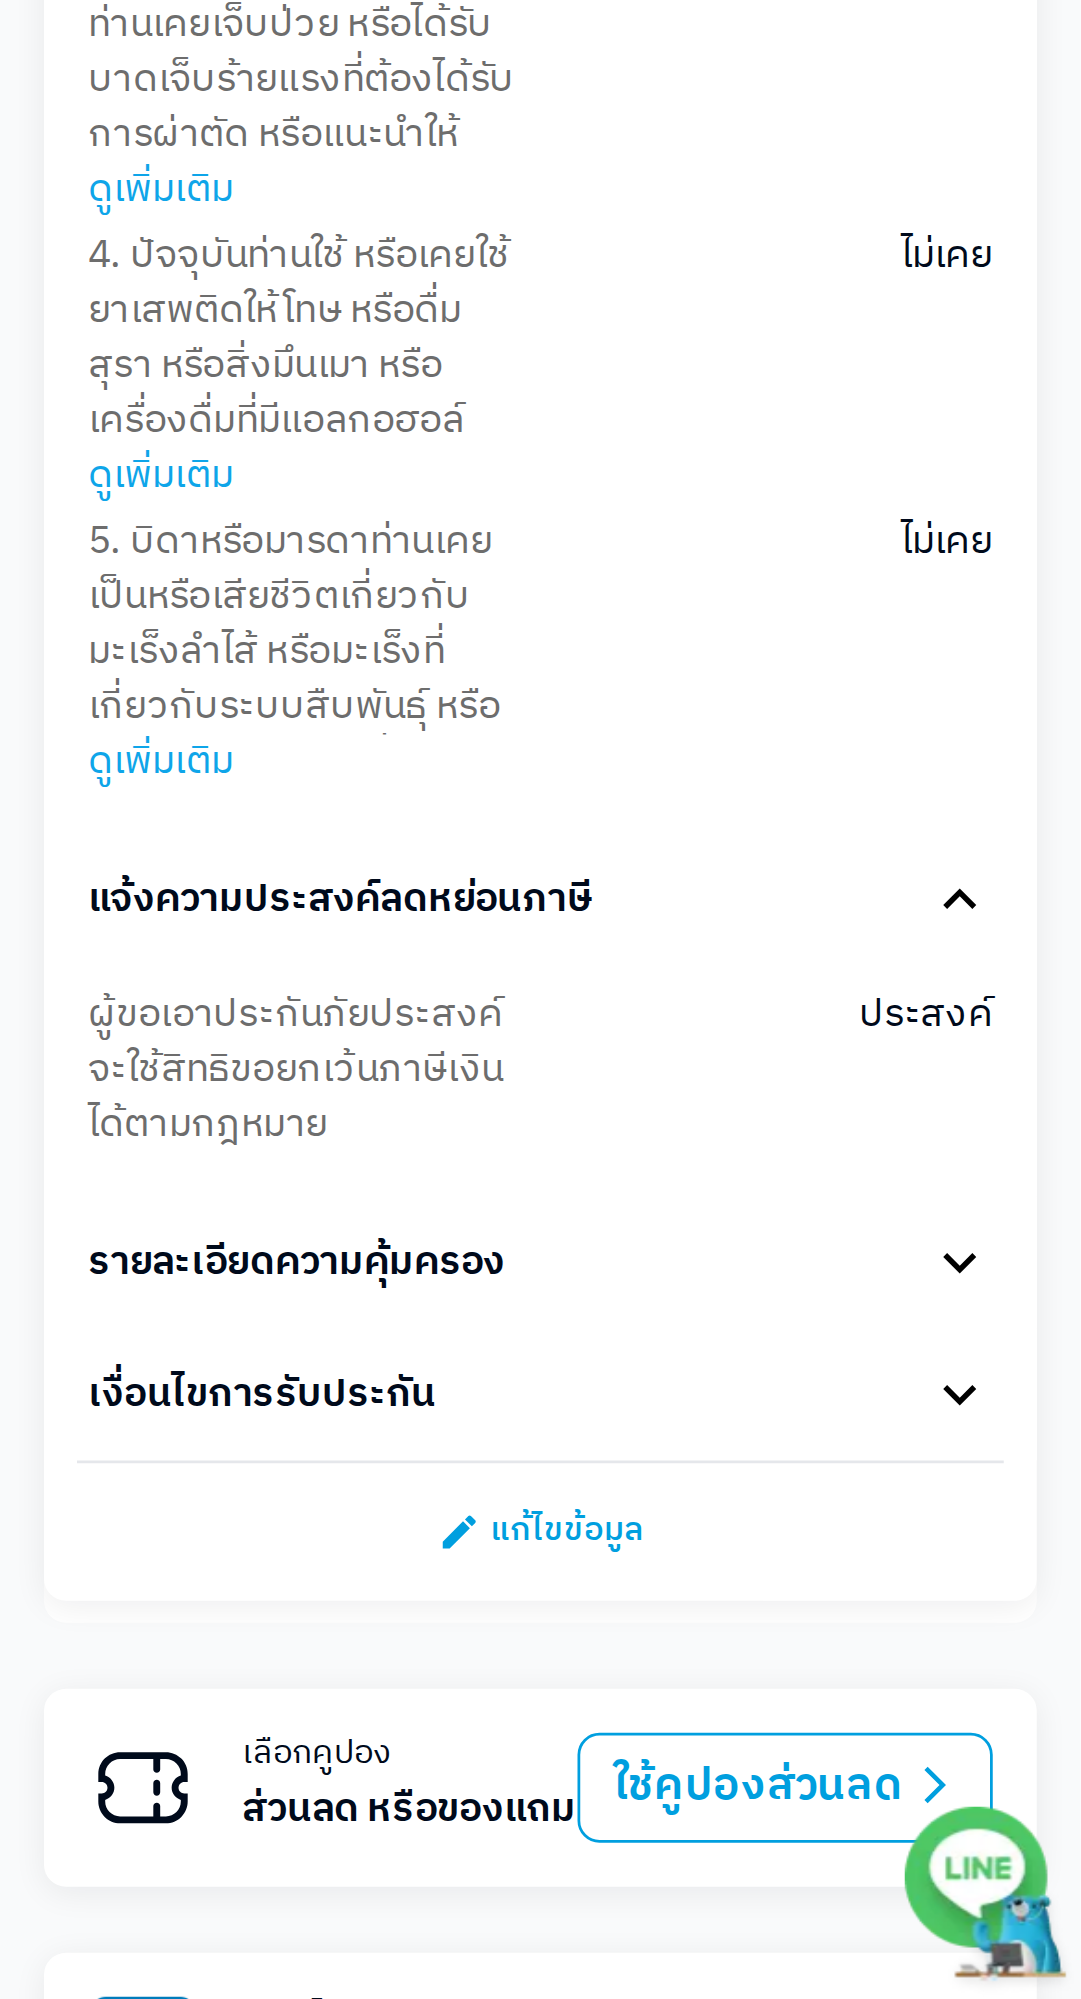 ท่านเคยเจ็บป่วย หรือได้รับ
บาดเจ็บร้ายแรงที่ต้องได้รับ
การผ่าตัด หรือแนะนำให้
ดูเพิ่มเติม
4. ปัจจุบันท่านใช้ หรือเคยใช้
ไม่เคย
ยาเสพติดให้โทษ หรือดื่ม
สุรา หรือสิ่งมึนเมา หรือ
เครื่องดื่มที่มีแอลกอฮอล์
ดูเพิ่มเติม
5. บิดาหรือมารดาท่านเคย
ไม่เคย
เป็นหรือเสียชีวิตเกี่ยวกับ
มะเร็งลำไส้ หรือมะเร็งที่
เกี่ยวกับระบบสืบพันธุ์ หรือ
ดูเพิ่มเติม
แจ้งความประสงค์ลดหย่อนภาษี
ผู้ขอเอาประกันภัยประสงค์
ประสงค์
จะใช้สิทธิขอยกเว้นภาษีเงิน
ได้ตามกฎหมาย
รายละเอียดความคุ้มครอง
เงื่อนไขการรับประกัน
แก้ไขข้อมูล
เลือกคูปอง
ส่วนลด หรือของแถม
ใช้คูปองส่วนลด
LINE